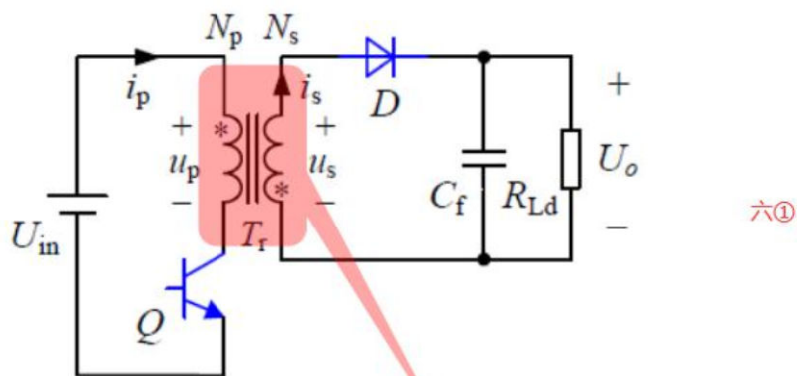 Np Ns
ip
is
D
+
* + +
up us Cf RLd Uo
- * - -
Uin
Tr
Q
六①